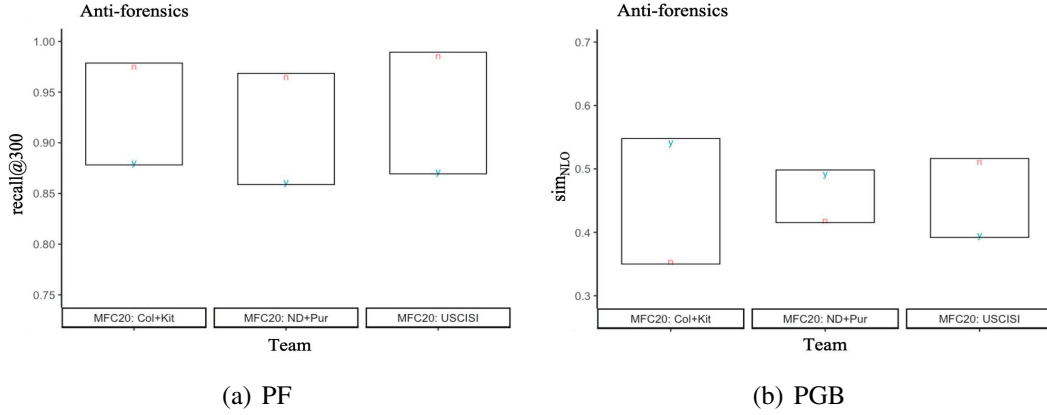 Anti-forensics
1.00
0.95
0.90
0.85
0.80
0.75
recall@300
n
y
n
y
n
y
MFC20: Col+Kit
MFC20: ND+Pur
MFC20: USCISI
Team
(a) PF
Anti-forensics
0.7
0.6
0.5
0.4
0.3
simNLO
y
n
y
n
n
y
MFC20: Col+Kit
MFC20: ND+Pur
MFC20: USCISI
Team
(b) PGB